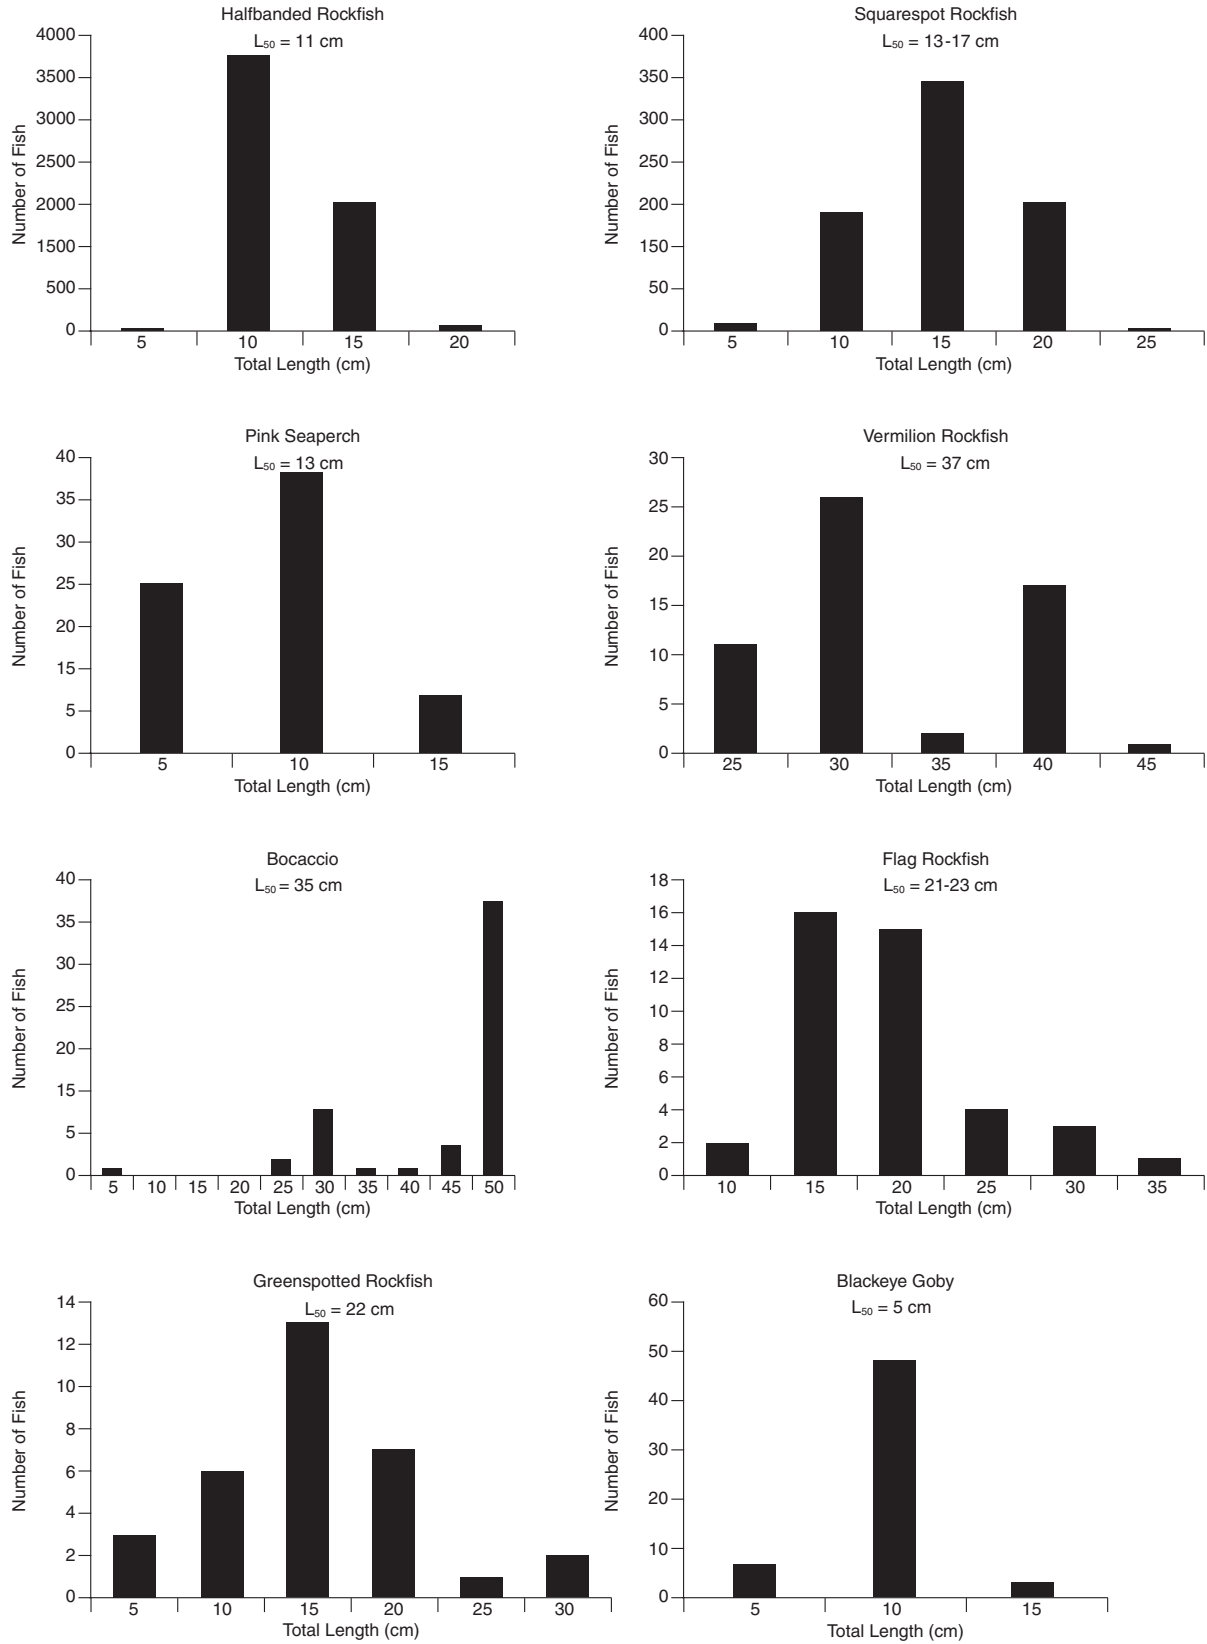 Halfbanded Rockfish
L₅₀ = 11 cm
Number of Fish
4000
3500
3000
2500
2000
1500
500
0
5 10 15 20
Total Length (cm)
Squarespot Rockfish
L₅₀ = 13-17 cm
Number of Fish
400
350
300
250
200
150
50
0
5 10 15 20 25
Total Length (cm)
Pink Seaperch
L₅₀ = 13 cm
Number of Fish
40
35
30
25
20
15
5
0
5 10 15
Total Length (cm)
Vermilion Rockfish
L₅₀ = 37 cm
Number of Fish
30
25
20
15
10
5
0
25 30 35 40 45
Total Length (cm)
Bocaccio
L₅₀ = 35 cm
Number of Fish
40
35
30
25
20
15
5
0
5 10 15 20 25 30 35 40 45 50
Total Length (cm)
Flag Rockfish
L₅₀ = 21-23 cm
Number of Fish
18
16
14
12
10
8
6
4
2
0
10 15 20 25 30 35
Total Length (cm)
Greenspotted Rockfish
L₅₀ = 22 cm
Number of Fish
14
12
10
8
6
4
2
0
5 10 15 20 25 30
Total Length (cm)
Blackeye Goby
L₅₀ = 5 cm
Number of Fish
60
50
40
30
20
10
0
5 10 15
Total Length (cm)